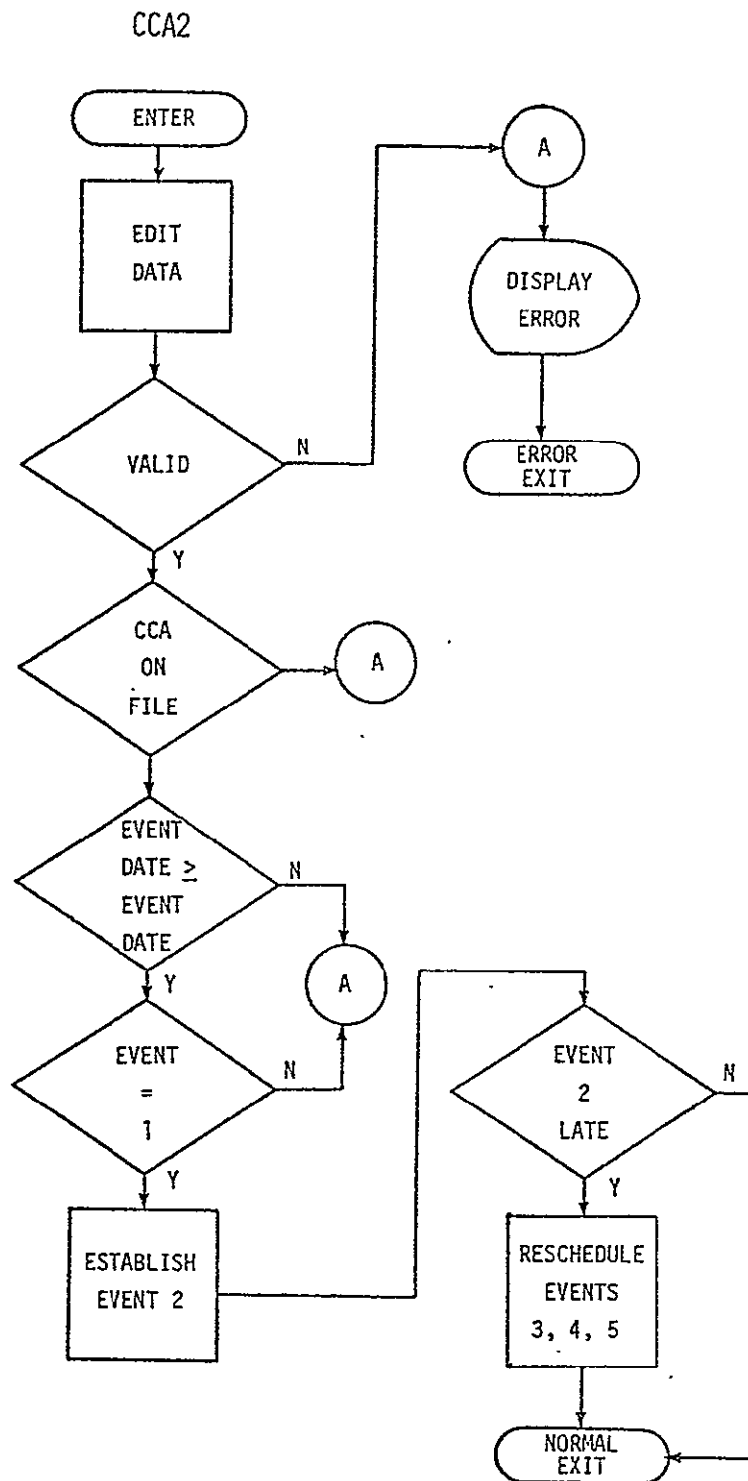 CCA2
ENTER
EDIT
DATA
VALID
N
Y
A
DISPLAY
ERROR
ERROR
EXIT
CCA
ON
FILE
A
EVENT
DATE ≥
EVENT
DATE
N
Y
A
EVENT
=
1
N
Y
ESTABLISH
EVENT 2
EVENT
2
LATE
N
Y
RESCHEDULE
EVENTS
3, 4, 5
NORMAL
EXIT